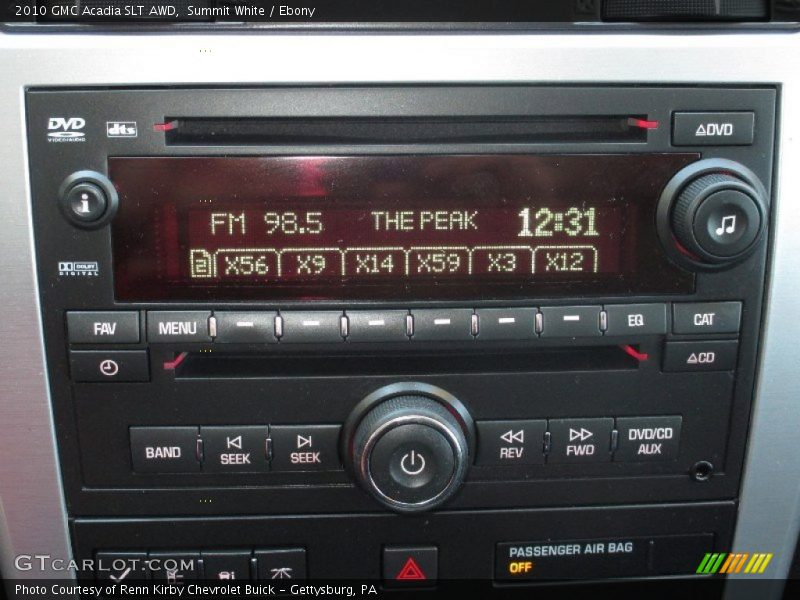 2010 GMC Acadia SLT AWD, Summit White / Ebony
DVD
VIDEO/AUDIO
dts
DVD
i
FM 98.5 THE PEAK 12:31
2 X56 X9 X14 X59 X3 X12
DOLBY
DIGITAL
FAV MENU EQ CAT
CD
BAND SEEK SEEK REV FWD DVD/CD
AUX
PASSENGER AIR BAG
OFF
GTCARLOT.COM
Photo Courtesy of Renn Kirby Chevrolet Buick - Gettysburg, PA